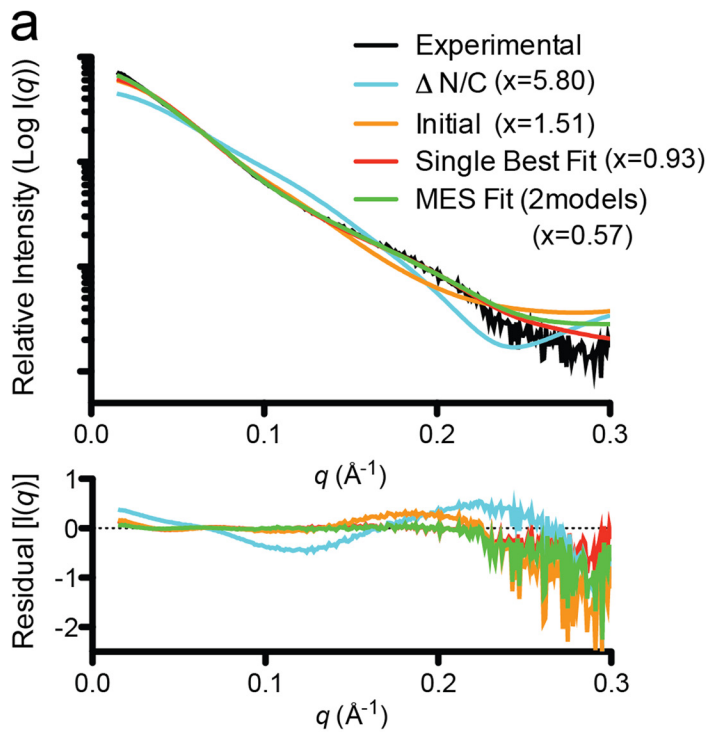 a
Experimental
Δ N/C (x=5.80)
Initial (x=1.51)
Single Best Fit (x=0.93)
MES Fit (2models)
(x=0.57)
Relative Intensity (Log I(q))
0.0 0.1 0.2 0.3
q (Å-1)
Residual [I(q)]
1
0
-1
-2
0.0 0.1 0.2 0.3
q (Å-1)